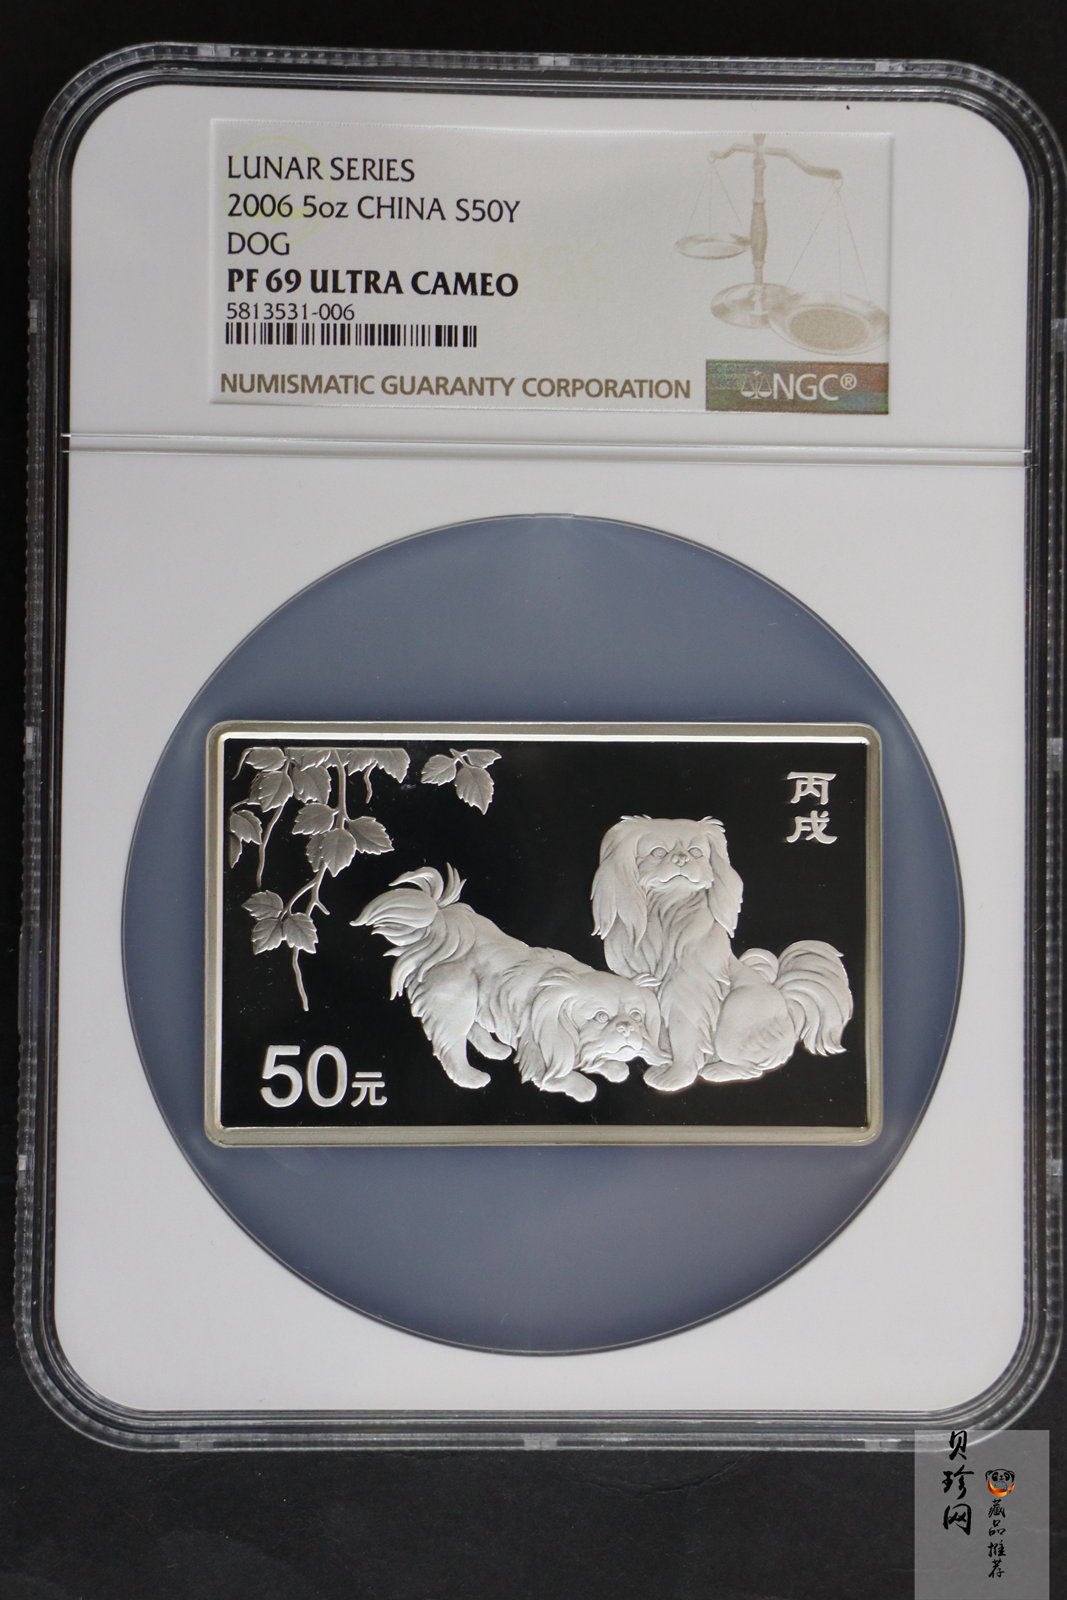 LUNAR SERIES
2006 5oz CHINA S50Y
DOG
PF 69 ULTRA CAMEO
5813531-006
NUMISMATIC GUARANTY CORPORATION
NGC®
丙戌
50元
贝珍网
藏品推荐